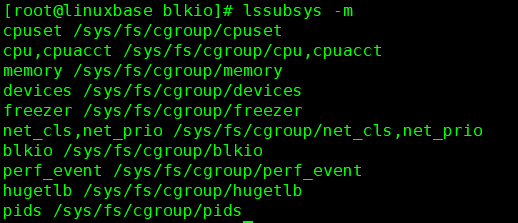 [root@linuxbase blkio]# lssubsys -m
cpuset /sys/fs/cgroup/cpuset
cpu,cpuacct /sys/fs/cgroup/cpu,cpuacct
memory /sys/fs/cgroup/memory
devices /sys/fs/cgroup/devices
freezer /sys/fs/cgroup/freezer
net_cls,net_prio /sys/fs/cgroup/net_cls,net_prio
blkio /sys/fs/cgroup/blkio
perf_event /sys/fs/cgroup/perf_event
hugetlb /sys/fs/cgroup/hugetlb
pids /sys/fs/cgroup/pids